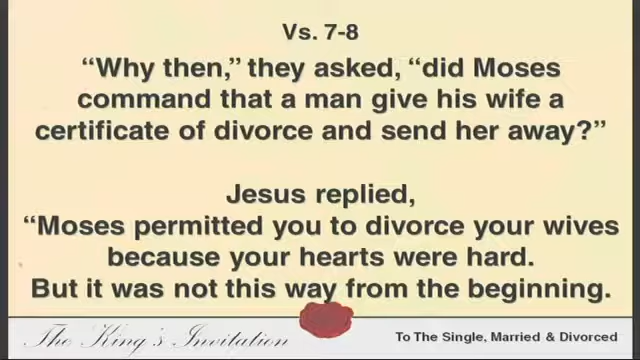 Vs. 7-8
“Why then,” they asked, “did Moses
command that a man give his wife a
certificate of divorce and send her away?”
Jesus replied,
“Moses permitted you to divorce your wives
because your hearts were hard.
But it was not this way from the beginning.
The King's Invitation
To The Single, Married & Divorced